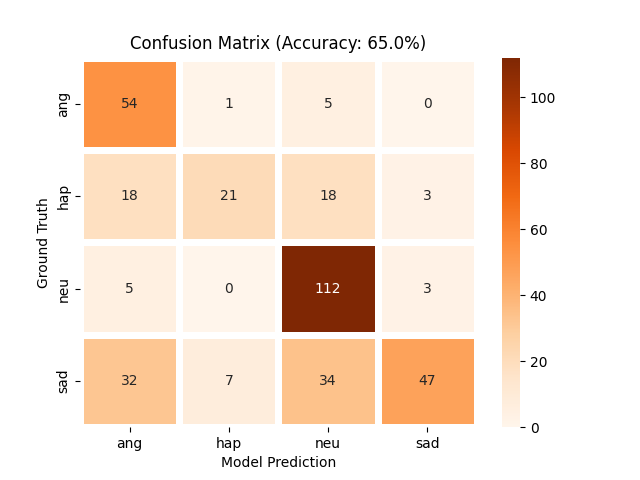 Confusion Matrix (Accuracy: 65.0%)
Ground Truth
ang 54 1 5 0
hap 18 21 18 3
neu 5 0 112 3
sad 32 7 34 47
ang hap neu sad
Model Prediction
100
80
60
40
20
0